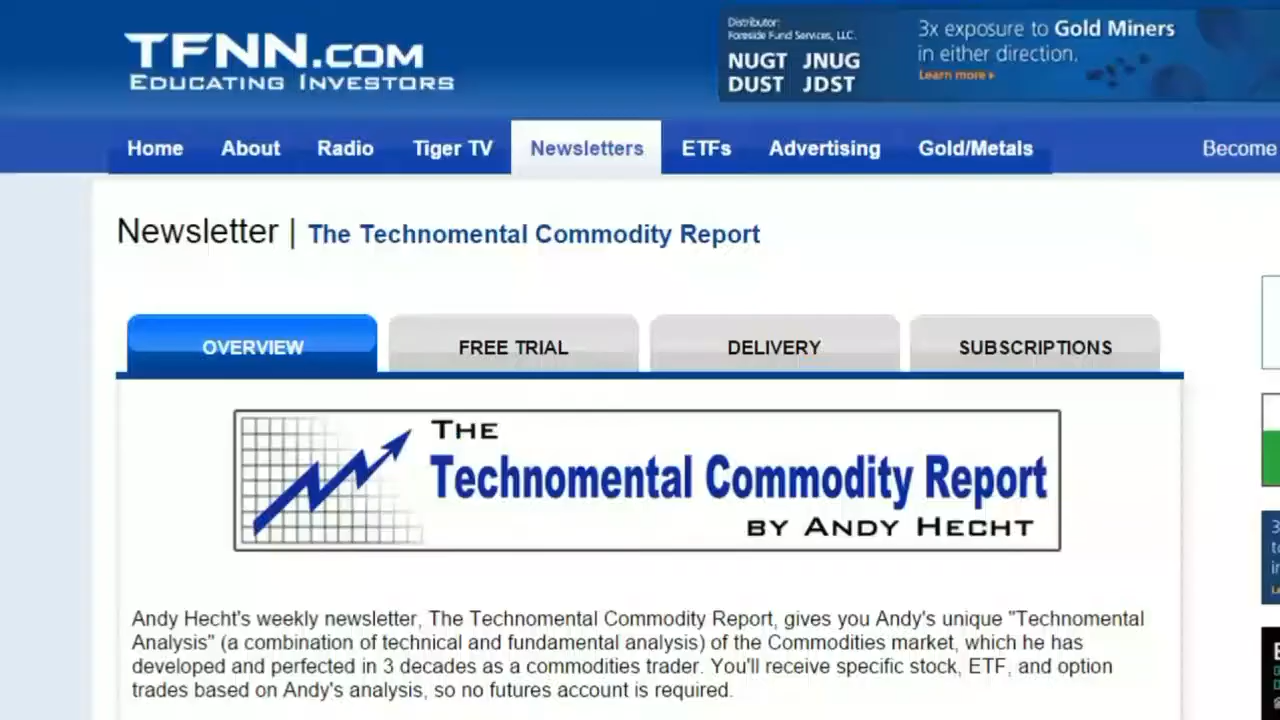 TFNN.COM
EDUCATING INVESTORS
Distributor:
Foreside Fund Services, LLC.
NUGT JNUG
DUST JDST
3x exposure to Gold Miners
in either direction.
Learn more
Home About Radio Tiger TV Newsletters ETFs Advertising Gold/Metals Become
Newsletter | The Technomental Commodity Report
OVERVIEW FREE TRIAL DELIVERY SUBSCRIPTIONS
THE
Technomental Commodity Report
BY ANDY HECHT
Andy Hecht's weekly newsletter, The Technomental Commodity Report, gives you Andy's unique "Technomental
Analysis" (a combination of technical and fundamental analysis) of the Commodities market, which he has
developed and perfected in 3 decades as a commodities trader. You'll receive specific stock, ETF, and option
trades based on Andy's analysis, so no futures account is required.